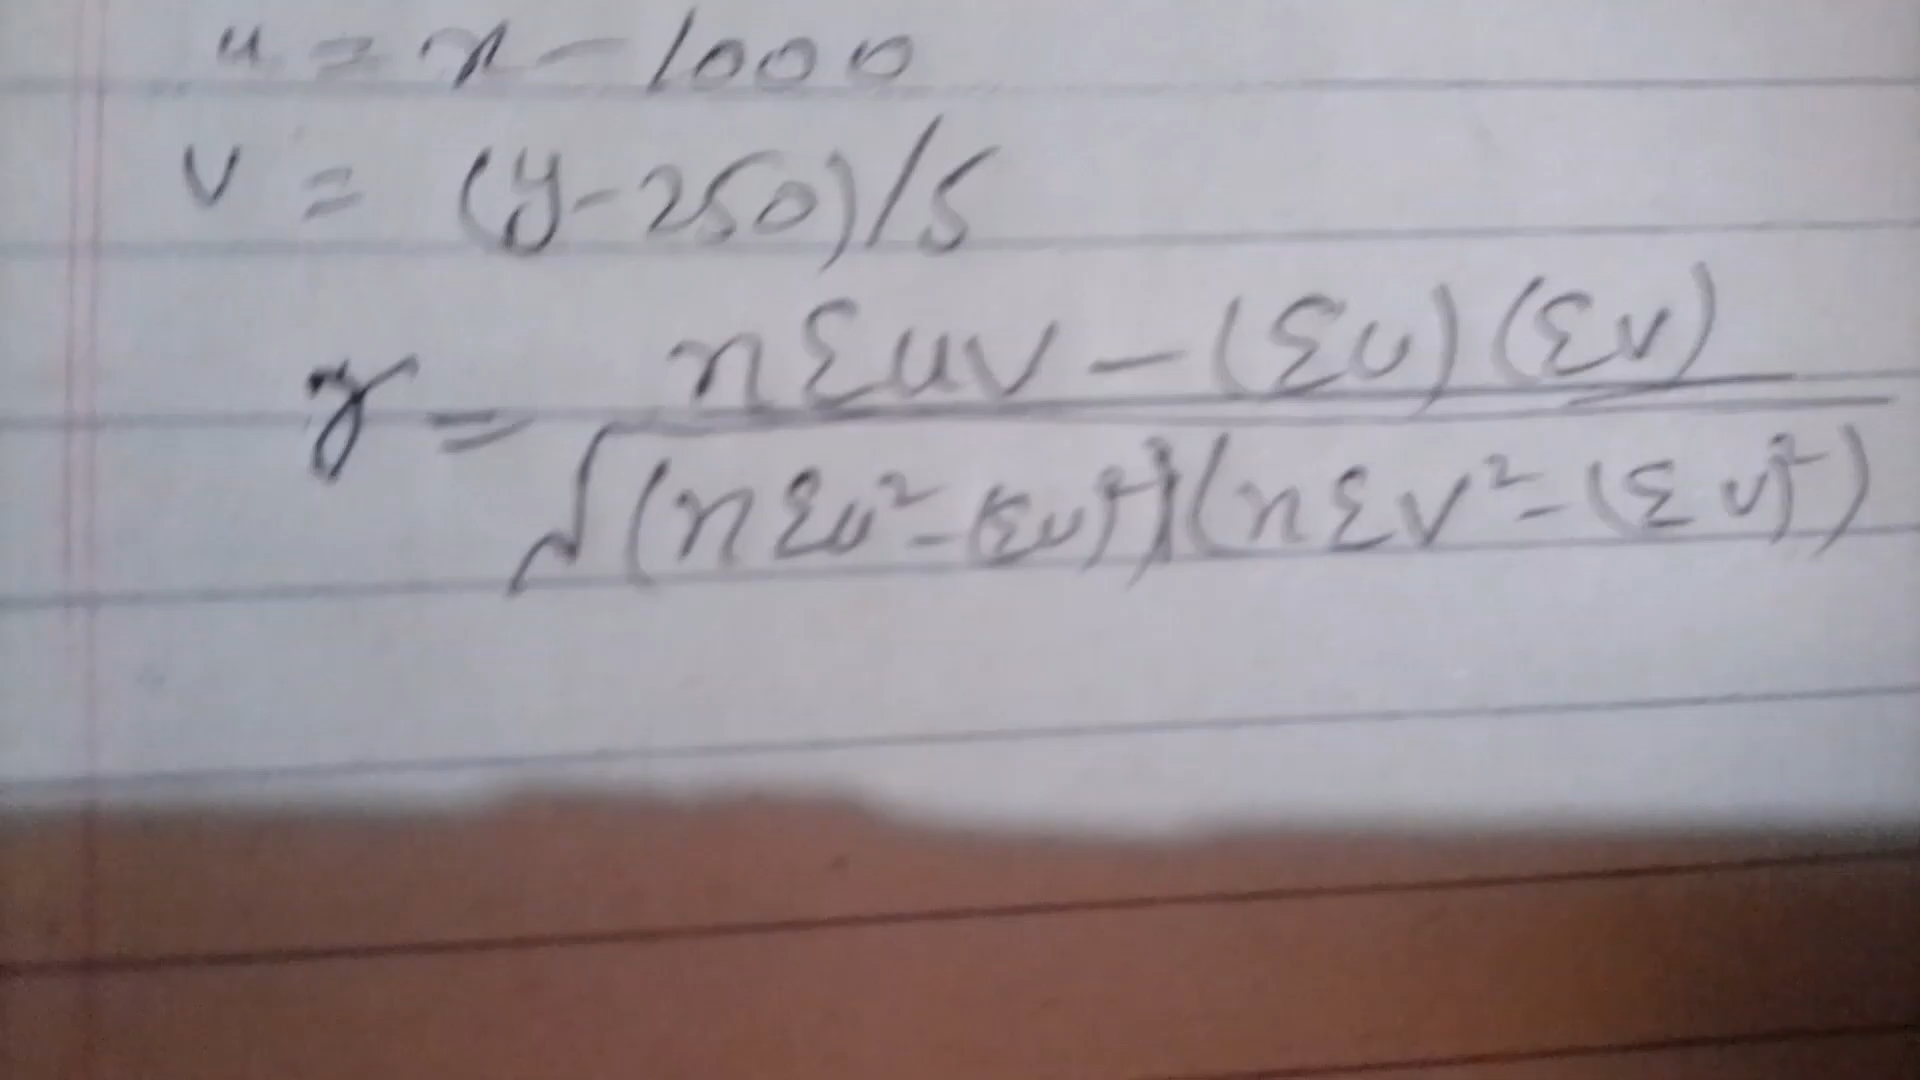 u = x - 1000
v = (y-250)/5
r = nΣuv - (Σu)(Σv)
√(nΣu²-(Σu)²)(nΣv²-(Σv)²)